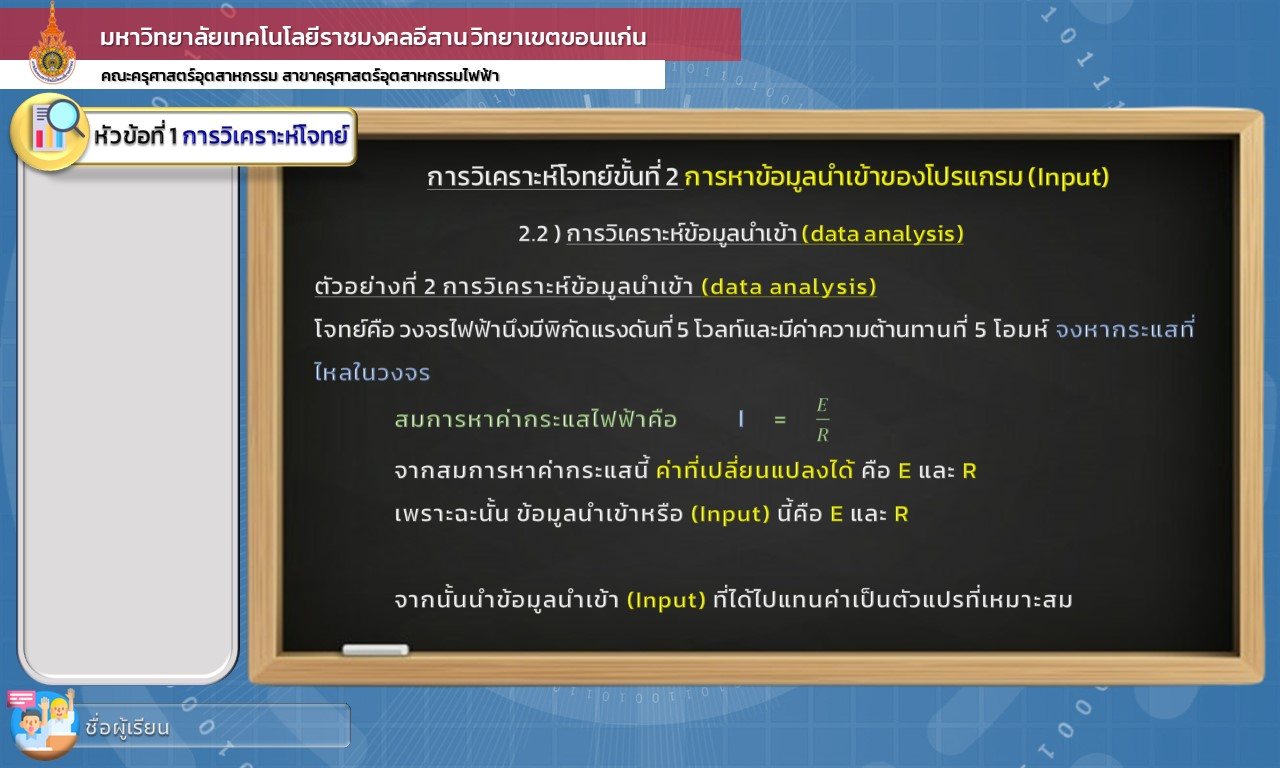 มหาวิทยาลัยเทคโนโลยีราชมงคลอีสาน วิทยาเขตขอนแก่น
คณะครุศาสตร์อุตสาหกรรม สาขาครุศาสตร์อุตสาหกรรมไฟฟ้า
หัวข้อที่ 1 การวิเคราะห์โจทย์
การวิเคราะห์โจทย์ขั้นที่ 2 การหาข้อมูลนำเข้าของโปรแกรม (Input)
2.2 ) การวิเคราะห์ข้อมูลนำเข้า (data analysis)
ตัวอย่างที่ 2 การวิเคราะห์ข้อมูลนำเข้า (data analysis)
โจทย์คือ วงจรไฟฟ้านึงมีพิกัดแรงดันที่ 5 โวลท์และมีค่าความต้านทานที่ 5 โอมห์ จงหากระแสที่
ไหลในวงจร
สมการหาค่ากระแสไฟฟ้าคือ I = E/R
จากสมการหาค่ากระแสนี้ ค่าที่เปลี่ยนแปลงได้ คือ E และ R
เพราะฉะนั้น ข้อมูลนำเข้าหรือ (Input) นี้คือ E และ R
จากนั้นนำข้อมูลนำเข้า (Input) ที่ได้ไปแทนค่าเป็นตัวแปรที่เหมาะสม
ชื่อผู้เรียน